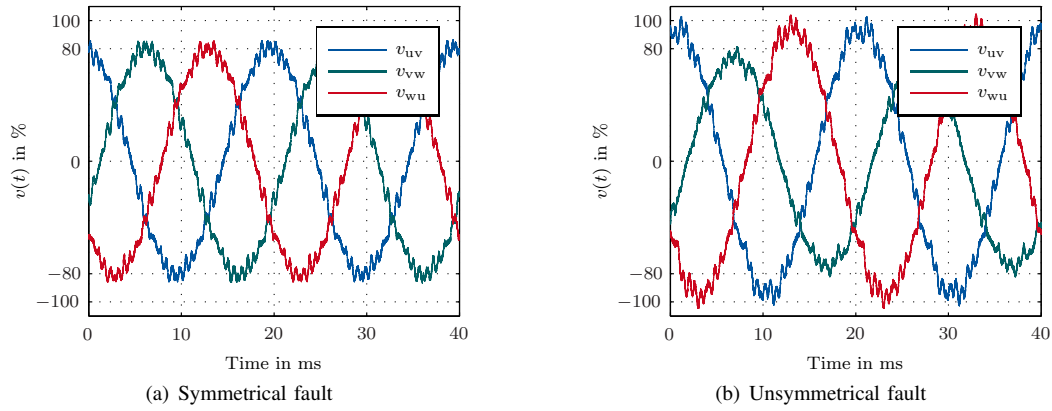 100
80
0
−80
−100
v(t) in %
v_uv
v_vw
v_wu
0
10
20
30
40
Time in ms
(a) Symmetrical fault
100
80
0
−80
−100
v(t) in %
v_uv
v_vw
v_wu
0
10
20
30
40
Time in ms
(b) Unsymmetrical fault